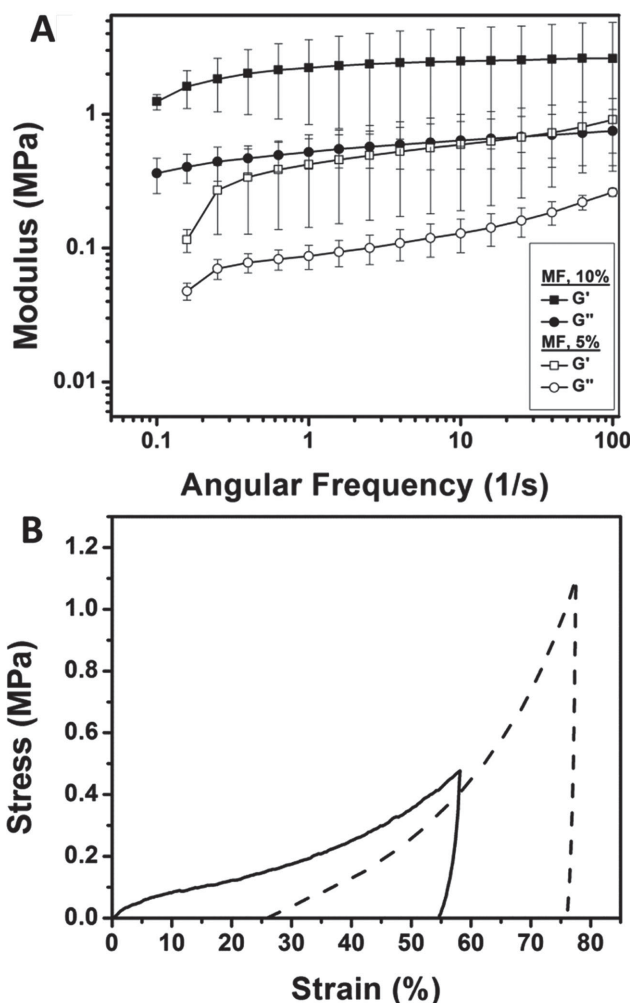 A
Modulus (MPa)
1
0.1
0.01
MF, 10%
G'
G''
MF, 5%
G'
G''
0.1
1
10
100
Angular Frequency (1/s)
B
Stress (MPa)
1.2
1.0
0.8
0.6
0.4
0.2
0.0
0
10
20
30
40
50
60
70
80
Strain (%)